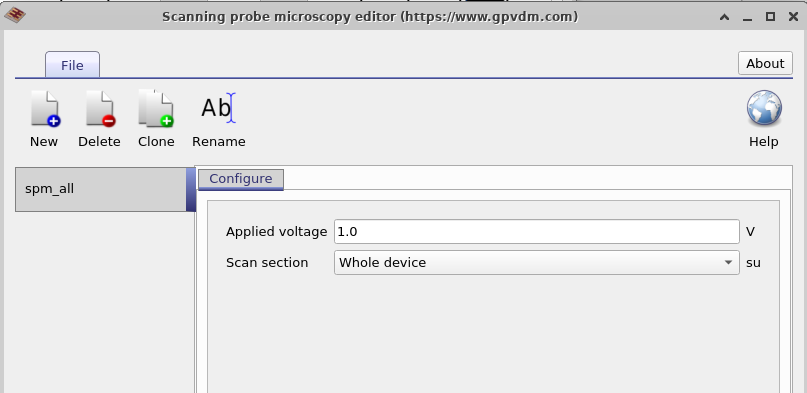 Scanning probe microscopy editor (https://www.gpvdm.com)
File
About
New
Delete
Clone
Ab
Rename
Help
spm_all
Configure
Applied voltage 1.0 V
Scan section Whole device su